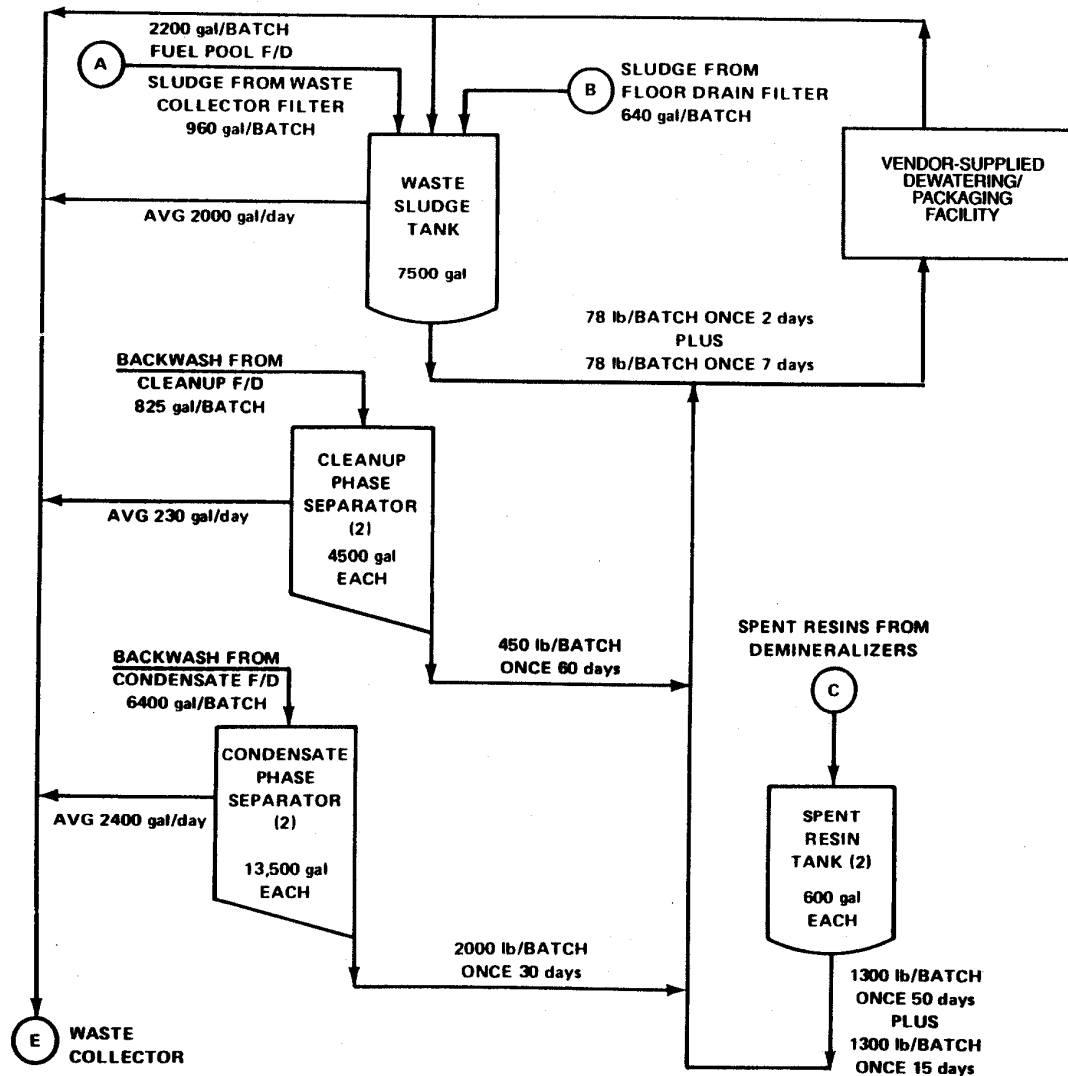 2200 gal/BATCH
FUEL POOL F/D
A
SLUDGE FROM WASTE
COLLECTOR FILTER
960 gal/BATCH
B
SLUDGE FROM
FLOOR DRAIN FILTER
640 gal/BATCH
VENDOR-SUPPLIED
DEWATERING/
PACKAGING
FACILITY
WASTE
SLUDGE
TANK
7500 gal
AVG 2000 gal/day
78 lb/BATCH ONCE 2 days
PLUS
78 lb/BATCH ONCE 7 days
BACKWASH FROM
CLEANUP F/D
825 gal/BATCH
CLEANUP
PHASE
SEPARATOR
(2)
4500 gal
EACH
AVG 230 gal/day
450 lb/BATCH
ONCE 60 days
SPENT RESINS FROM
DEMINERALIZERS
C
BACKWASH FROM
CONDENSATE F/D
6400 gal/BATCH
CONDENSATE
PHASE
SEPARATOR
(2)
13,500 gal
EACH
AVG 2400 gal/day
SPENT
RESIN
TANK (2)
600 gal
EACH
2000 lb/BATCH
ONCE 30 days
1300 lb/BATCH
ONCE 50 days
PLUS
1300 lb/BATCH
ONCE 15 days
E
WASTE
COLLECTOR